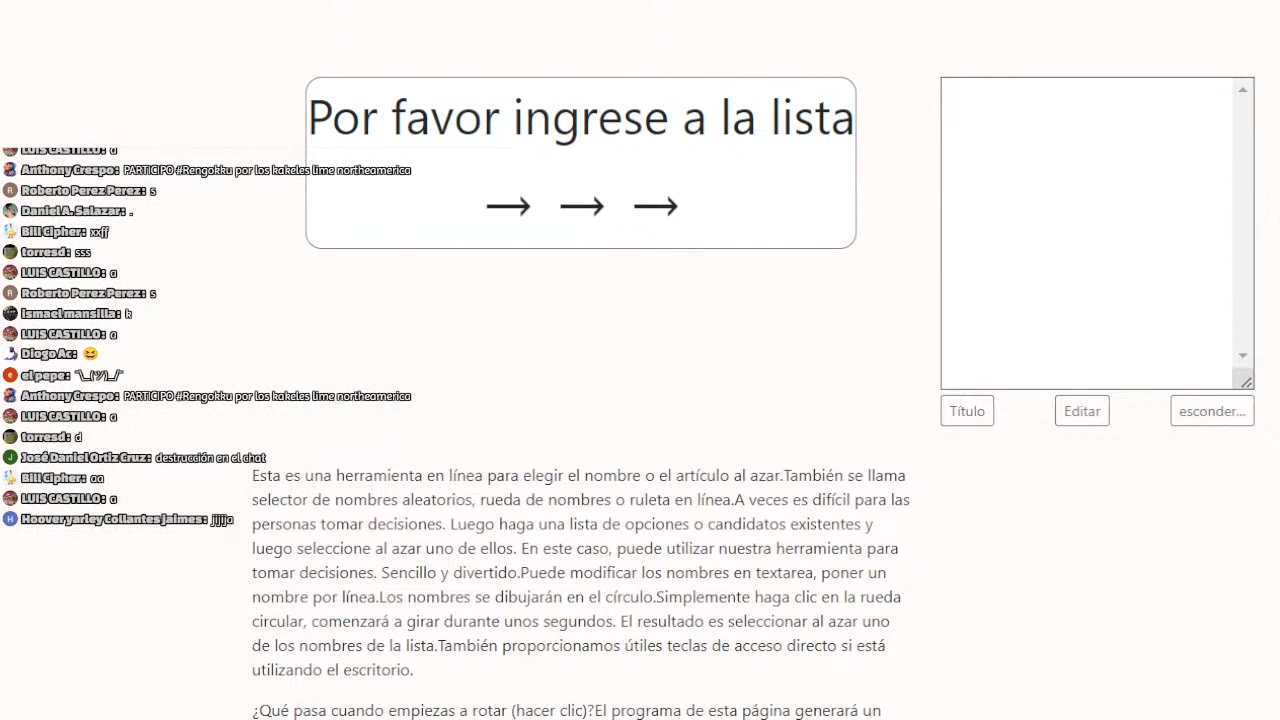 Por favor ingrese a la lista
→ → →
LUIS CASTILLO: a
Anthony Crespo: PARTICIPO #Rengokku por los kakeles lime northeamerica
Roberto Perez Perez: s
Daniel A. Salazar: .
Bill Cipher: xxff
torresd: sss
LUIS CASTILLO: a
Roberto Perez Perez: s
Ismael mansilla: k
LUIS CASTILLO: a
Diogo Ac: 😆
el pepe: ¯\_(ツ)_/¯
Anthony Crespo: PARTICIPO #Rengokku por los kakeles lime northeamerica
LUIS CASTILLO: a
torresd: d
José Daniel Ortiz Cruz: destrucción en el chat
Bill Cipher: oa
LUIS CASTILLO: a
Hoover yarley Collantes jaimes: jijija
Título
Editar
esconder...
Esta es una herramienta en línea para elegir el nombre o el artículo al azar.También se llama
selector de nombres aleatorios, rueda de nombres o ruleta en línea.A veces es difícil para las
personas tomar decisiones. Luego haga una lista de opciones o candidatos existentes y
luego seleccione al azar uno de ellos. En este caso, puede utilizar nuestra herramienta para
tomar decisiones. Sencillo y divertido.Puede modificar los nombres en textarea, poner un
nombre por línea.Los nombres se dibujarán en el círculo.Simplemente haga clic en la rueda
circular, comenzará a girar durante unos segundos. El resultado es seleccionar al azar uno
de los nombres de la lista.También proporcionamos útiles teclas de acceso directo si está
utilizando el escritorio.
¿Qué pasa cuando empiezas a rotar (hacer clic)?El programa de esta página generará un